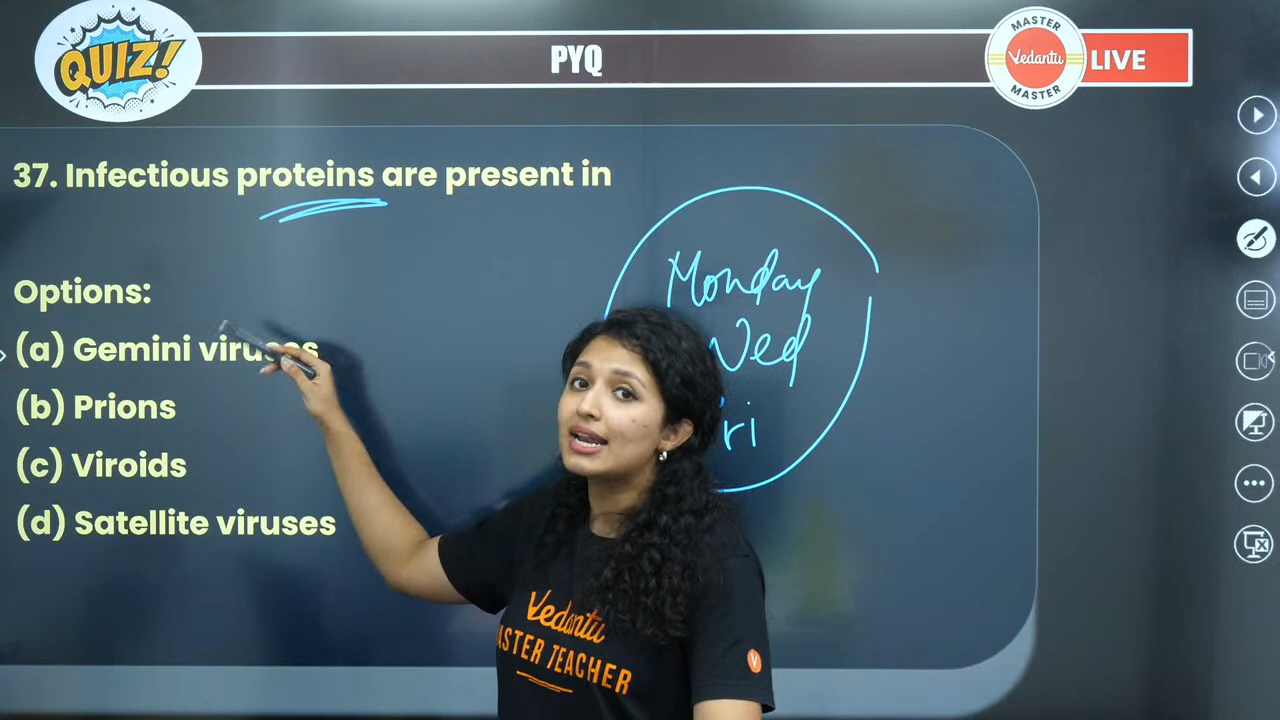 QUIZ!
PYQ
MASTER
Vedantu
MASTER
LIVE
37. Infectious proteins are present in
Monday
Wed
Options:
(a) Gemini viruses
(b) Prions
(c) Viroids
(d) Satellite viruses
Vedantu
MASTER TEACHER
V